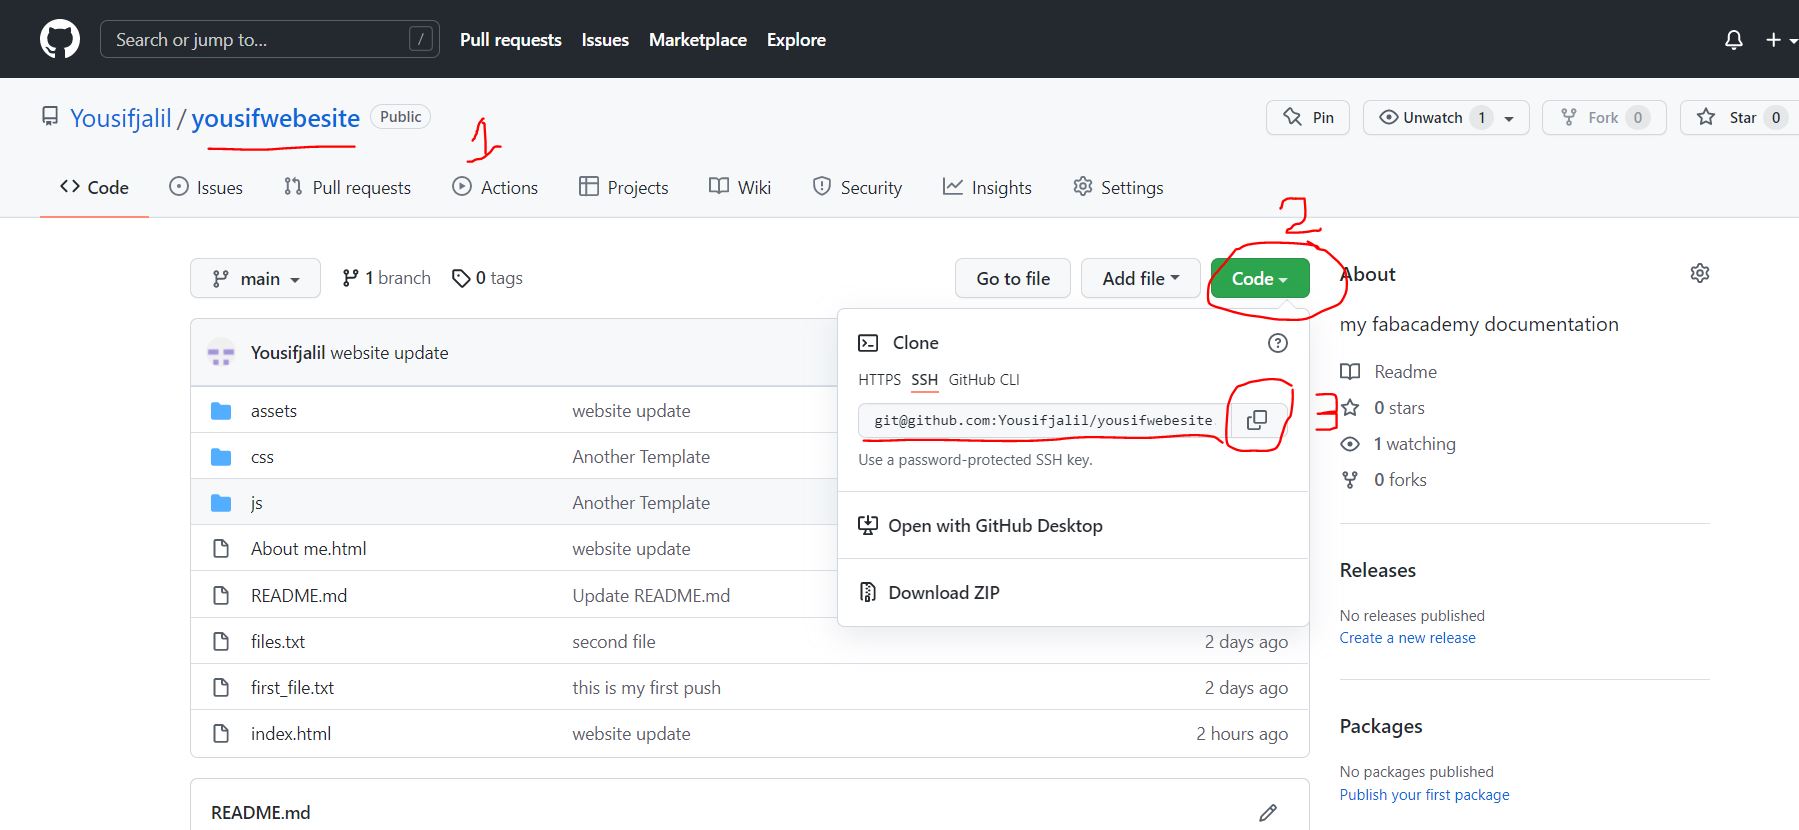 Search or jump to... / Pull requests Issues Marketplace Explore
Yousifjalil / yousifwebesite Public Pin Unwatch 1 Fork 0 Star 0
1
Code Issues Pull requests Actions Projects Wiki Security Insights Settings
2
main 1 branch 0 tags Go to file Add file Code About
my fabacademy documentation
Yousifjalil website update Clone
HTTPS SSH GitHub CLI Readme
assets website update git@github.com:Yousifjalil/yousifwebesite 3 0 stars
css Another Template Use a password-protected SSH key. 1 watching
js Another Template 0 forks
Open with GitHub Desktop
About me.html website update
Releases
README.md Update README.md Download ZIP
No releases published
files.txt second file 2 days ago Create a new release
first_file.txt this is my first push 2 days ago
index.html website update 2 hours ago Packages
No packages published
Publish your first package
README.md